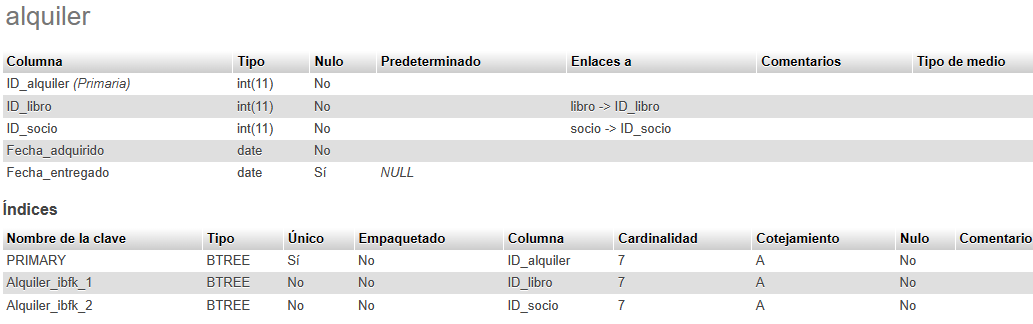 alquiler
Columna Tipo Nulo Predeterminado Enlaces a Comentarios Tipo de medio
ID_alquiler (Primaria) int(11) No
ID_libro int(11) No libro -> ID_libro
ID_socio int(11) No socio -> ID_socio
Fecha_adquirido date No
Fecha_entregado date Sí NULL
Índices
Nombre de la clave Tipo Único Empaquetado Columna Cardinalidad Cotejamiento Nulo Comentario
PRIMARY BTREE Sí No ID_alquiler 7 A No
Alquiler_ibfk_1 BTREE No No ID_libro 7 A No
Alquiler_ibfk_2 BTREE No No ID_socio 7 A No